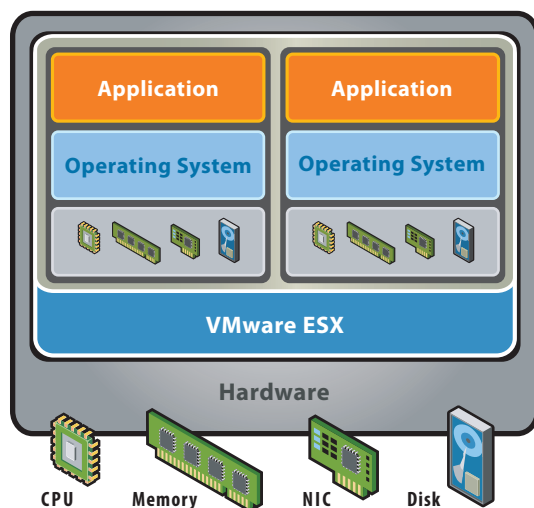 Application
Application
Operating System
Operating System
VMware ESX
Hardware
CPU
Memory
NIC
Disk